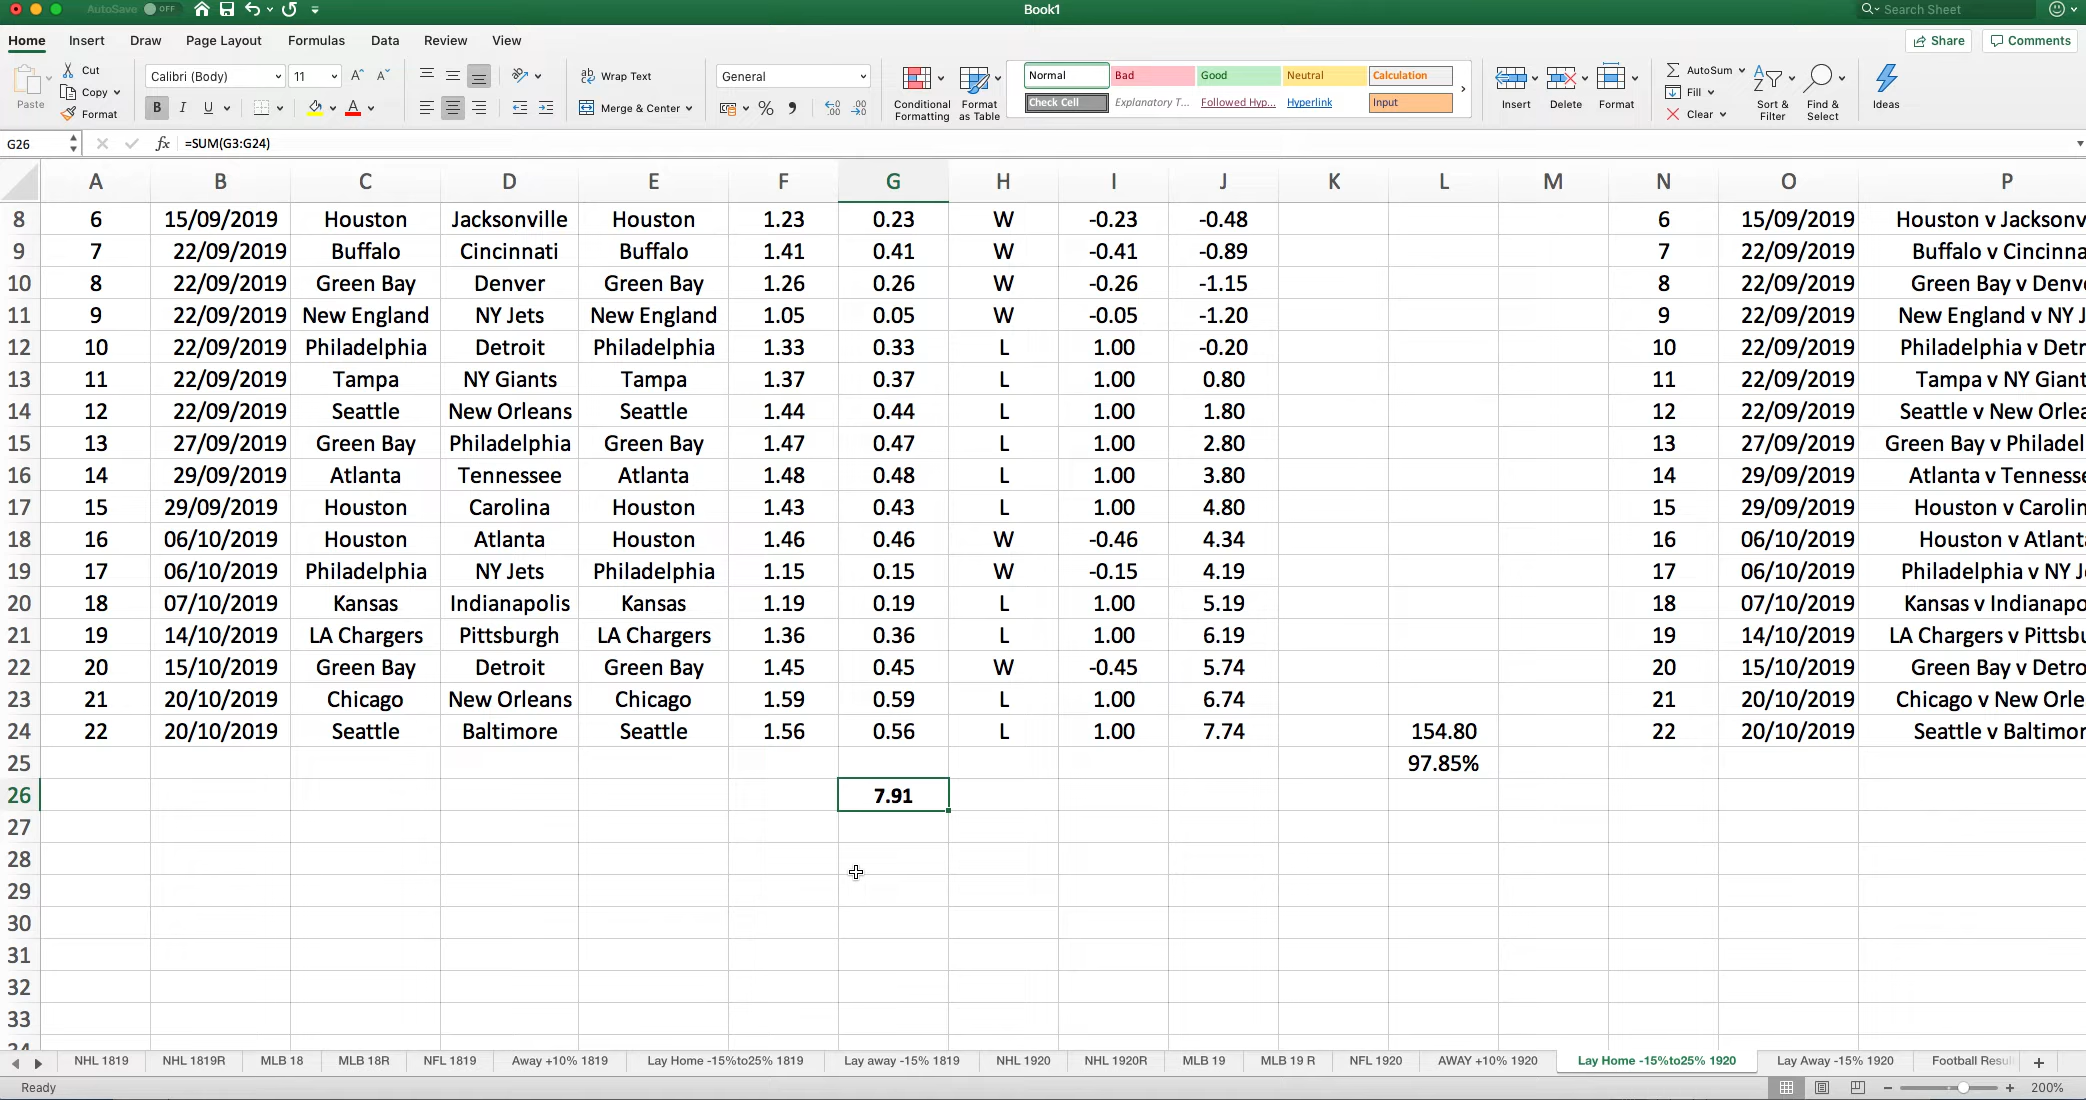 AutoSave OFF Book1 Search Sheet
Home Insert Draw Page Layout Formulas Data Review View Share Comments
Paste Cut Copy Format
Calibri (Body) 11 A A
B I U A
ab Wrap Text
Merge & Center
General
Conditional Formatting
Format as Table
Normal Bad Good Neutral Calculation
Check Cell Explanatory T... Followed Hyp... Hyperlink Input
Insert Delete Format
AutoSum
Fill
Clear
Sort & Filter
Find & Select
Ideas
G26 fx =SUM(G3:G24)
A B C D E F G H I J K L M N O P
8 6 15/09/2019 Houston Jacksonville Houston 1.23 0.23 W -0.23 -0.48 6 15/09/2019 Houston v Jacksonv
9 7 22/09/2019 Buffalo Cincinnati Buffalo 1.41 0.41 W -0.41 -0.89 7 22/09/2019 Buffalo v Cincinna
10 8 22/09/2019 Green Bay Denver Green Bay 1.26 0.26 W -0.26 -1.15 8 22/09/2019 Green Bay v Denve
11 9 22/09/2019 New England NY Jets New England 1.05 0.05 W -0.05 -1.20 9 22/09/2019 New England v NY J
12 10 22/09/2019 Philadelphia Detroit Philadelphia 1.33 0.33 L 1.00 -0.20 10 22/09/2019 Philadelphia v Detr
13 11 22/09/2019 Tampa NY Giants Tampa 1.37 0.37 L 1.00 0.80 11 22/09/2019 Tampa v NY Giant
14 12 22/09/2019 Seattle New Orleans Seattle 1.44 0.44 L 1.00 1.80 12 22/09/2019 Seattle v New Orlea
15 13 27/09/2019 Green Bay Philadelphia Green Bay 1.47 0.47 L 1.00 2.80 13 27/09/2019 Green Bay v Philadel
16 14 29/09/2019 Atlanta Tennessee Atlanta 1.48 0.48 L 1.00 3.80 14 29/09/2019 Atlanta v Tennesse
17 15 29/09/2019 Houston Carolina Houston 1.43 0.43 L 1.00 4.80 15 29/09/2019 Houston v Carolin
18 16 06/10/2019 Houston Atlanta Houston 1.46 0.46 W -0.46 4.34 16 06/10/2019 Houston v Atlant
19 17 06/10/2019 Philadelphia NY Jets Philadelphia 1.15 0.15 W -0.15 4.19 17 06/10/2019 Philadelphia v NY J
20 18 07/10/2019 Kansas Indianapolis Kansas 1.19 0.19 L 1.00 5.19 18 07/10/2019 Kansas v Indianapo
21 19 14/10/2019 LA Chargers Pittsburgh LA Chargers 1.36 0.36 L 1.00 6.19 19 14/10/2019 LA Chargers v Pittsbu
22 20 15/10/2019 Green Bay Detroit Green Bay 1.45 0.45 W -0.45 5.74 20 15/10/2019 Green Bay v Detro
23 21 20/10/2019 Chicago New Orleans Chicago 1.59 0.59 L 1.00 6.74 21 20/10/2019 Chicago v New Orle
24 22 20/10/2019 Seattle Baltimore Seattle 1.56 0.56 L 1.00 7.74 154.80 22 20/10/2019 Seattle v Baltimor
25 97.85%
26 7.91
27
28
29
30
31
32
33
34
NHL 1819 NHL 1819R MLB 18 MLB 18R NFL 1819 Away +10% 1819 Lay Home -15%to25% 1819 Lay away -15% 1819 NHL 1920 NHL 1920R MLB 19 MLB 19 R NFL 1920 AWAY +10% 1920 Lay Home -15%to25% 1920 Lay Away -15% 1920 Football Resu
Ready 200%